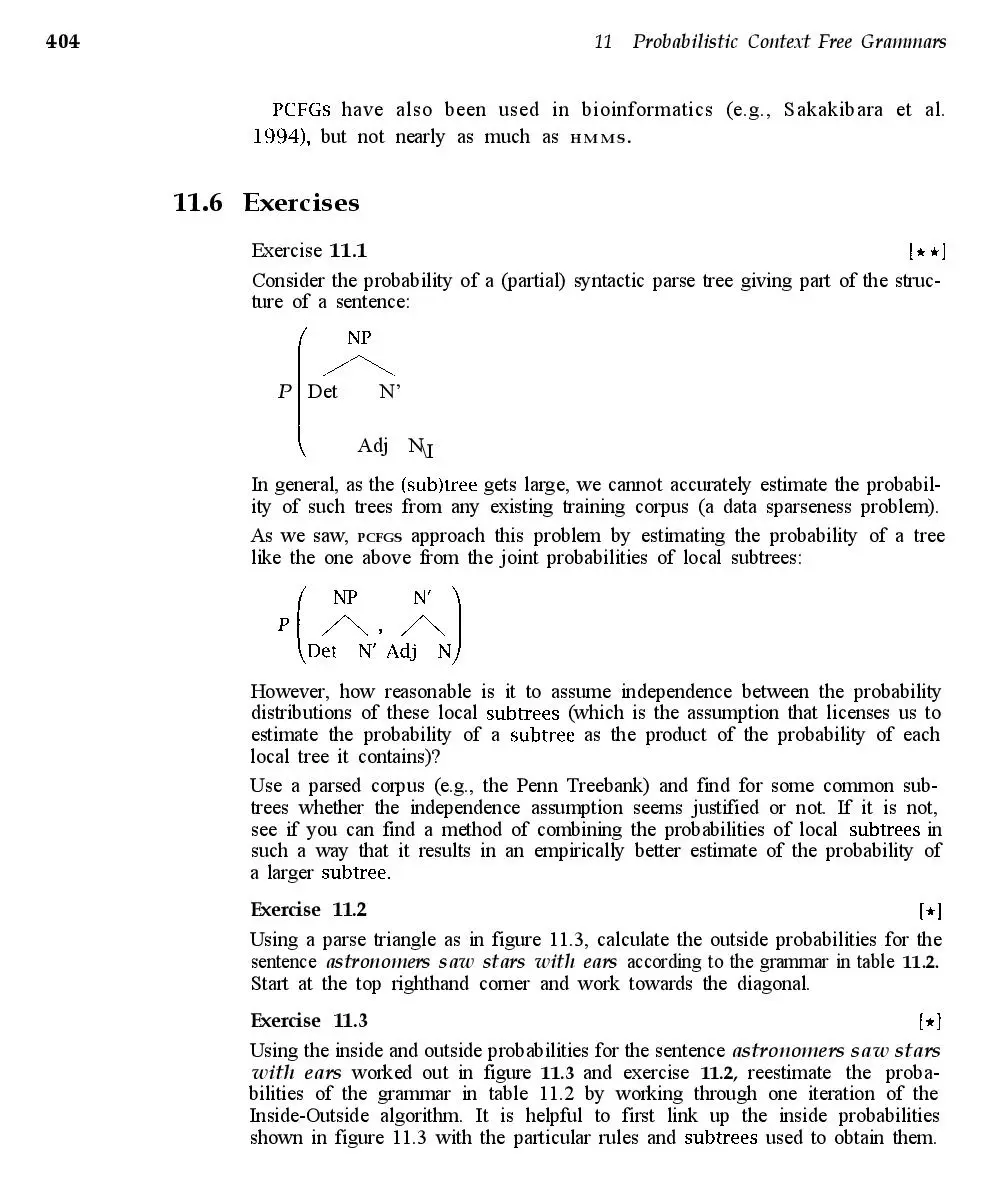 404
11 Probabilistic Context Free Grammars
PCFGs have also been used in bioinformatics (e.g., Sakakibara et al.
1994), but not nearly as much as HMMS.
11.6 Exercises
Exercise 11.1 [⋆⋆]
Consider the probability of a (partial) syntactic parse tree giving part of the struc-
ture of a sentence:
NP
P Det N’
Adj N
In general, as the (sub)tree gets large, we cannot accurately estimate the probabil-
ity of such trees from any existing training corpus (a data sparseness problem).
As we saw, PCFGS approach this problem by estimating the probability of a tree
like the one above from the joint probabilities of local subtrees:
NP N′
P ,
Det N′ Adj N
However, how reasonable is it to assume independence between the probability
distributions of these local subtrees (which is the assumption that licenses us to
estimate the probability of a subtree as the product of the probability of each
local tree it contains)?
Use a parsed corpus (e.g., the Penn Treebank) and find for some common sub-
trees whether the independence assumption seems justified or not. If it is not,
see if you can find a method of combining the probabilities of local subtrees in
such a way that it results in an empirically better estimate of the probability of
a larger subtree.
Exercise 11.2 [⋆]
Using a parse triangle as in figure 11.3, calculate the outside probabilities for the
sentence astronomers saw stars with ears according to the grammar in table 11.2.
Start at the top righthand corner and work towards the diagonal.
Exercise 11.3 [⋆]
Using the inside and outside probabilities for the sentence astronomers saw stars
with ears worked out in figure 11.3 and exercise 11.2, reestimate the proba-
bilities of the grammar in table 11.2 by working through one iteration of the
Inside-Outside algorithm. It is helpful to first link up the inside probabilities
shown in figure 11.3 with the particular rules and subtrees used to obtain them.